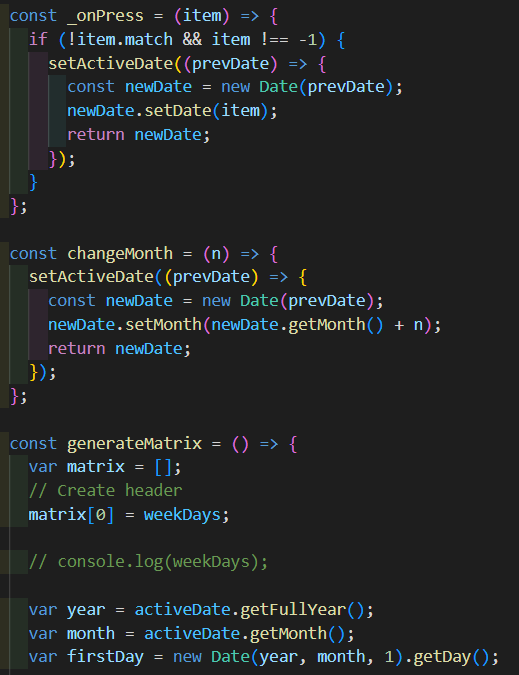 const _onPress = (item) => {
if (!item.match && item !== -1) {
setActiveDate((prevDate) => {
const newDate = new Date(prevDate);
newDate.setDate(item);
return newDate;
});
}
};
const changeMonth = (n) => {
setActiveDate((prevDate) => {
const newDate = new Date(prevDate);
newDate.setMonth(newDate.getMonth() + n);
return newDate;
});
};
const generateMatrix = () => {
var matrix = [];
// Create header
matrix[0] = weekDays;
// console.log(weekDays);
var year = activeDate.getFullYear();
var month = activeDate.getMonth();
var firstDay = new Date(year, month, 1).getDay();